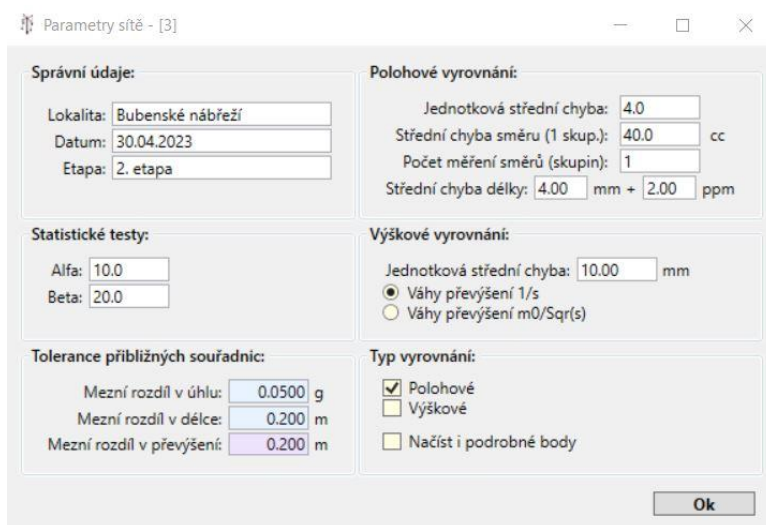 Parametry sítě - [3]
Správní údaje:
Lokalita: Bubenské nábřeží
Datum: 30.04.2023
Etapa: 2. etapa
Polohové vyrovnání:
Jednotková střední chyba: 4.0
Střední chyba směru (1 skup.): 40.0 cc
Počet měření směrů (skupin): 1
Střední chyba délky: 4.00 mm + 2.00 ppm
Statistické testy:
Alfa: 10.0
Beta: 20.0
Výškové vyrovnání:
Jednotková střední chyba: 10.00 mm
Váhy převýšení 1/s
Váhy převýšení m0/Sqr(s)
Tolerance přibližných souřadnic:
Mezní rozdíl v úhlu: 0.0500 g
Mezní rozdíl v délce: 0.200 m
Mezní rozdíl v převýšení: 0.200 m
Typ vyrovnání:
Polohové
Výškové
Načíst i podrobné body
Ok